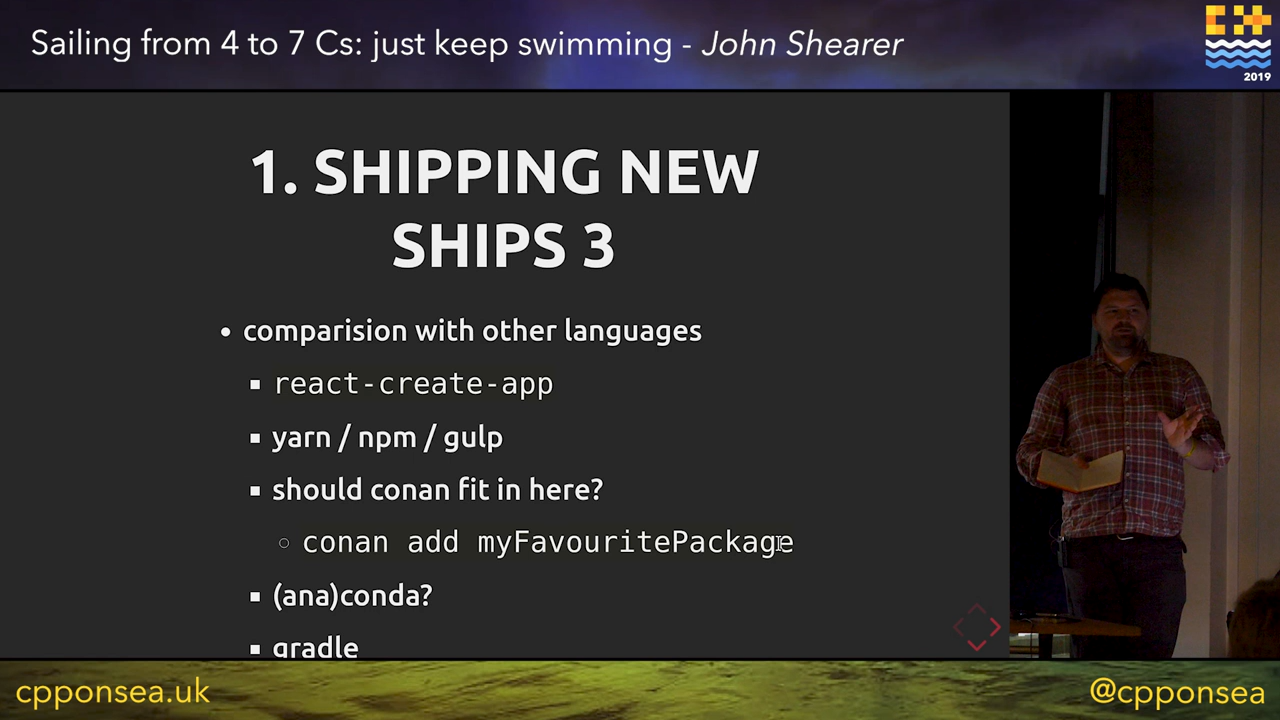 Sailing from 4 to 7 Cs: just keep swimming - John Shearer
2019
1. SHIPPING NEW
SHIPS 3
comparision with other languages
react-create-app
yarn / npm / gulp
should conan fit in here?
conan add myFavouritePackage
(ana)conda?
gradle
cpponsea.uk
@cpponsea